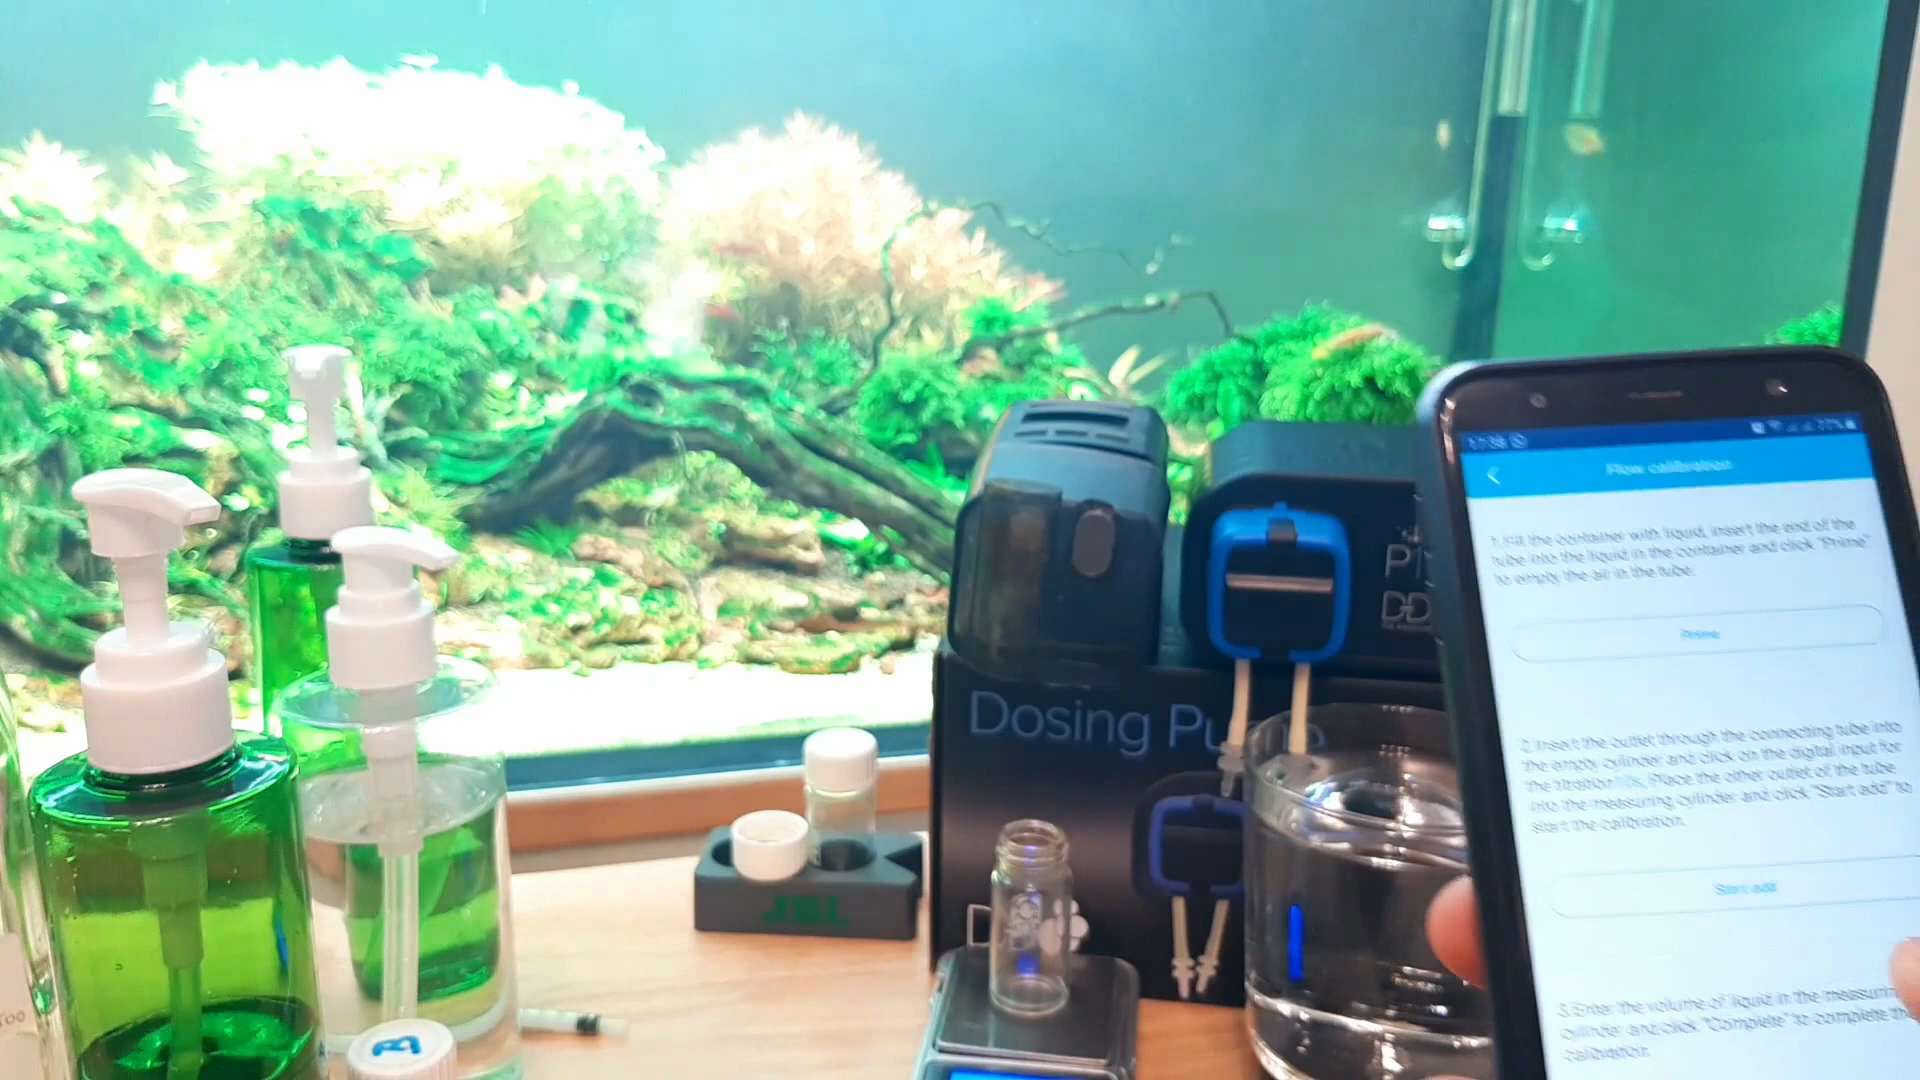 Flow calibration
1.Fill the container with liquid, insert the end of the
tube into the liquid in the container and click "Prime"
to empty the air in the tube.
Prime
2.Insert the outlet through the connecting tube into
the empty cylinder and click on the digital input for
the titration Place the other outlet of the tube
into the measuring cylinder and click "Start add" to
start the calibration.
Start add
3.Enter the volume of liquid in the measuring
cylinder and click "Complete" to complete the
calibration.
Dosing
JBL